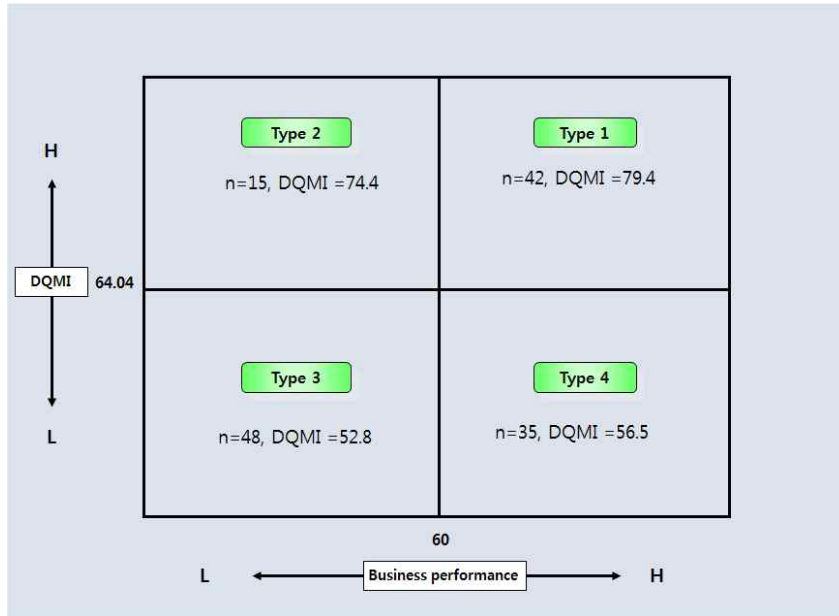 Type 2
Type 1
H
n=15, DQMI =74.4
n=42, DQMI =79.4
DQMI
64.04
Type 3
Type 4
L
n=48, DQMI =52.8
n=35, DQMI =56.5
60
L
Business performance
H